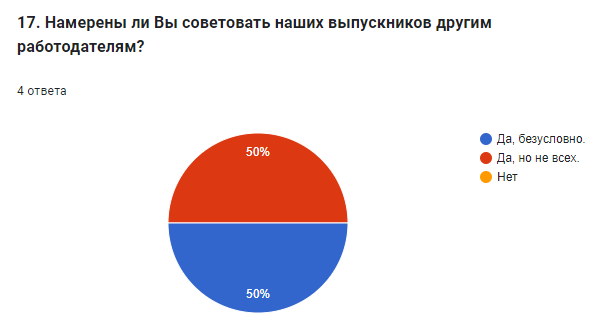 17. Намерены ли Вы советовать наших выпускников другим
работодателям?
4 ответа
50%
50%
Да, безусловно.
Да, но не всех.
Нет